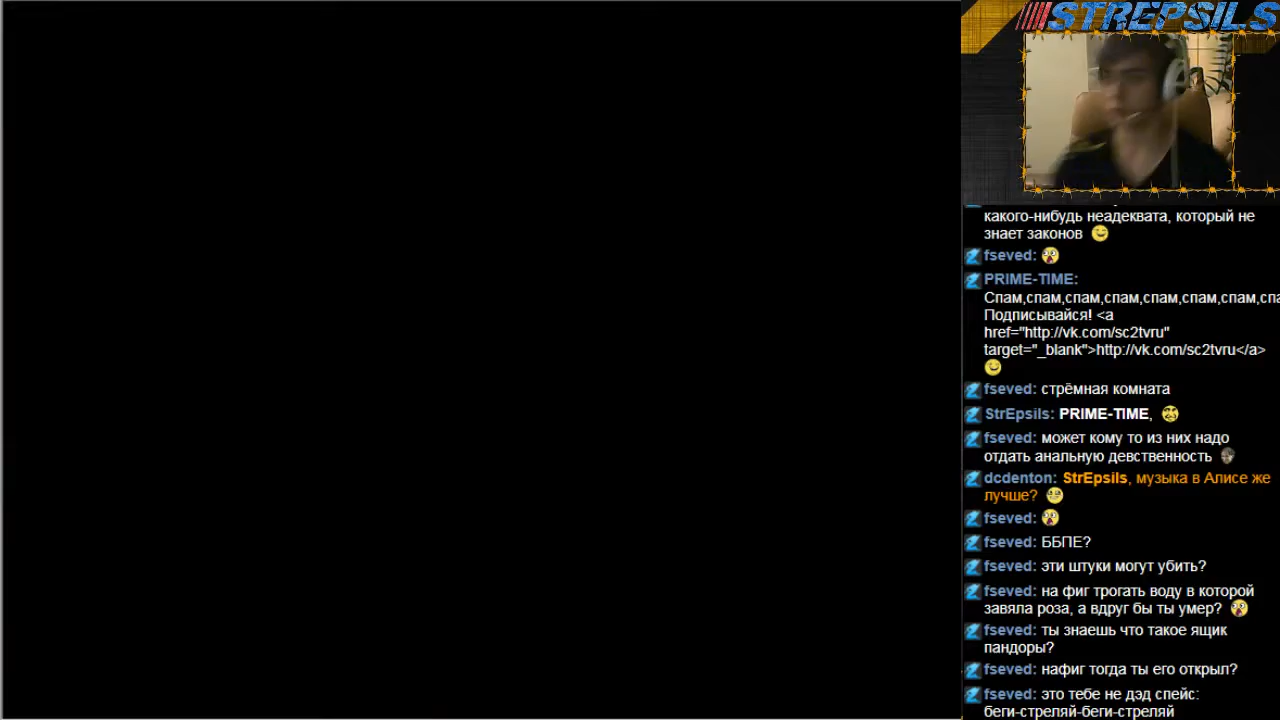 STREPSILS
какого-нибудь неадеквата, который не
знает законов
fseved:
PRIME-TIME:
Спам,спам,спам,спам,спам,спам,спам,спа
Подписывайся! <a
href="http://vk.com/sc2tvru"
target="_blank">http://vk.com/sc2tvru</a>
fseved: стрёмная комната
StrEpsils: PRIME-TIME,
fseved: может кому то из них надо
отдать анальную девственность
dcdenton: StrEpsils, музыка в Алисе же
лучше?
fseved:
fseved: ББПЕ?
fseved: эти штуки могут убить?
fseved: на фиг трогать воду в которой
завяла роза, а вдруг бы ты умер?
fseved: ты знаешь что такое ящик
пандоры?
fseved: нафиг тогда ты его открыл?
fseved: это тебе не дэд спейс:
беги-стреляй-беги-стреляй